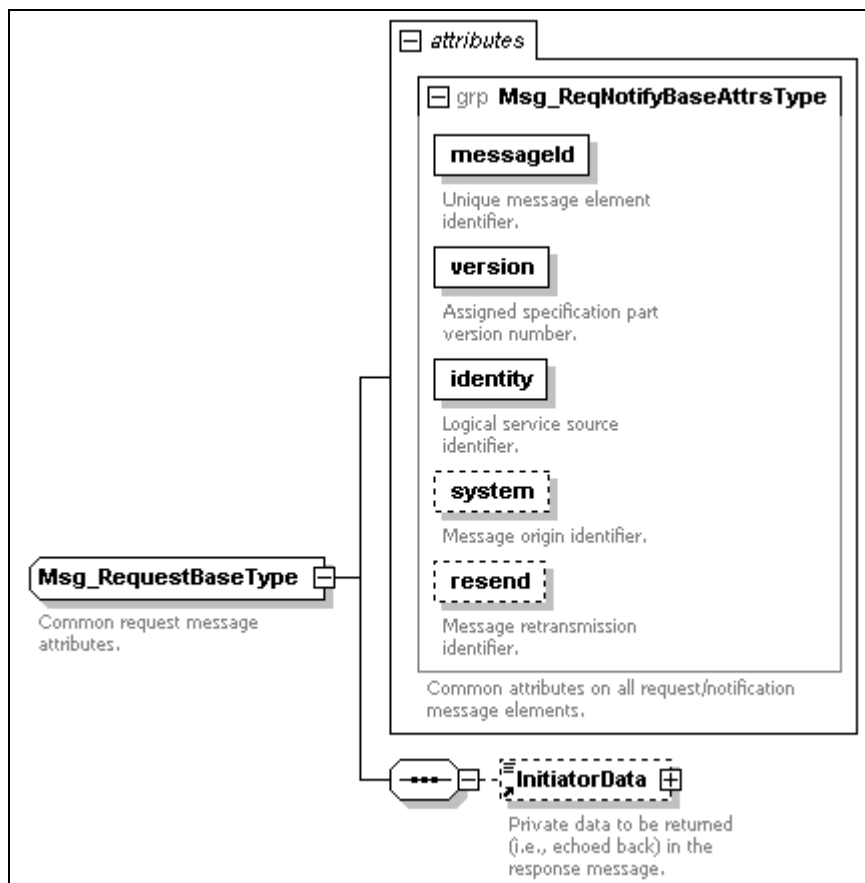 attributes
grp Msg_ReqNotifyBaseAttrsType
messageId
Unique message element
identifier.
version
Assigned specification part
version number.
identity
Logical service source
identifier.
system
Message origin identifier.
resend
Message retransmission
identifier.
Common attributes on all request/notification
message elements.
Msg_RequestBaseType
Common request message
attributes.
InitiatorData
Private data to be returned
(i.e., echoed back) in the
response message.